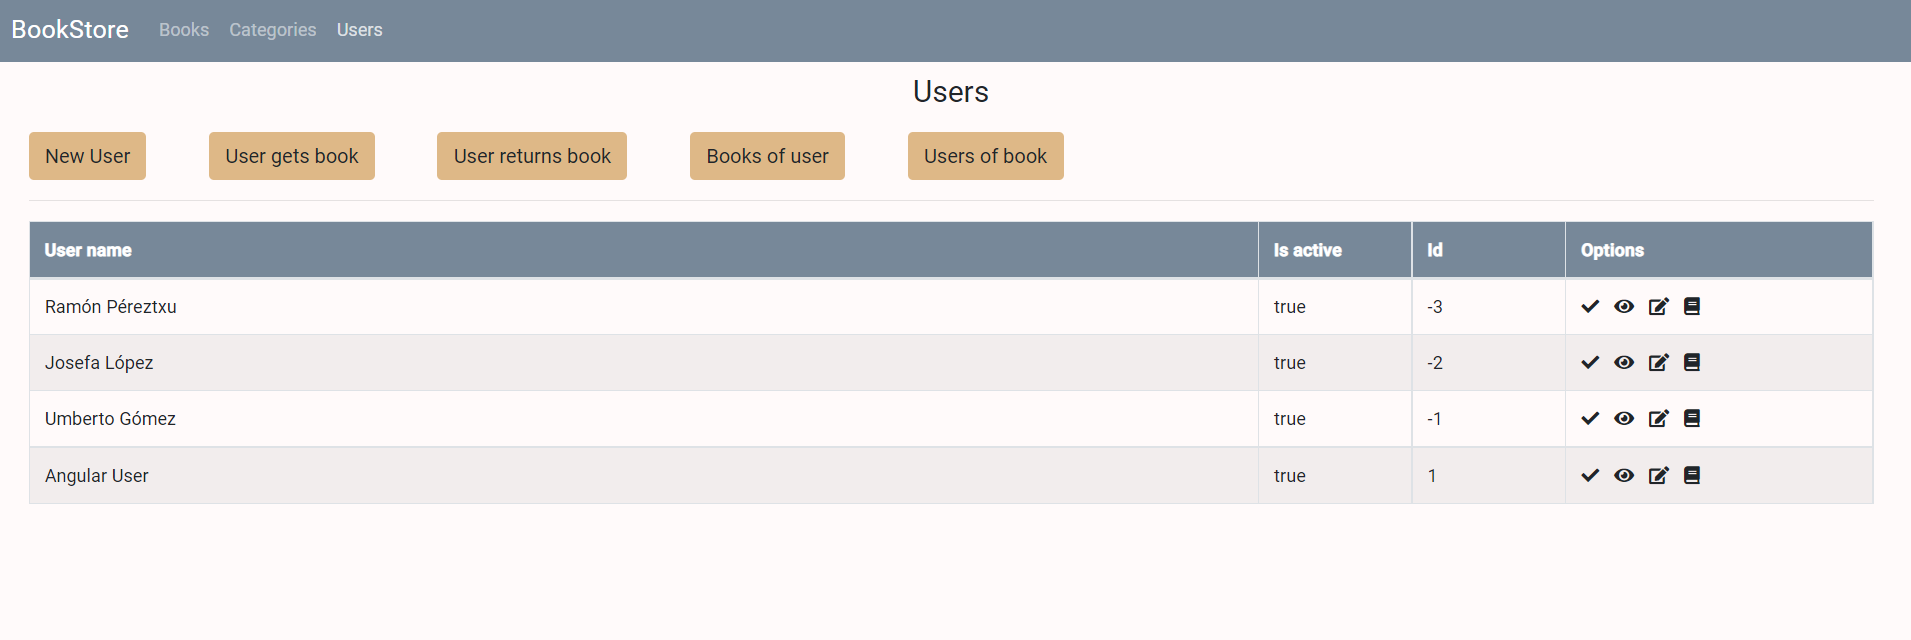 BookStore Books Categories Users
Users
New User User gets book User returns book Books of user Users of book
User name Is active Id Options
Ramón Péreztxu true -3
Josefa López true -2
Umberto Gómez true -1
Angular User true 1